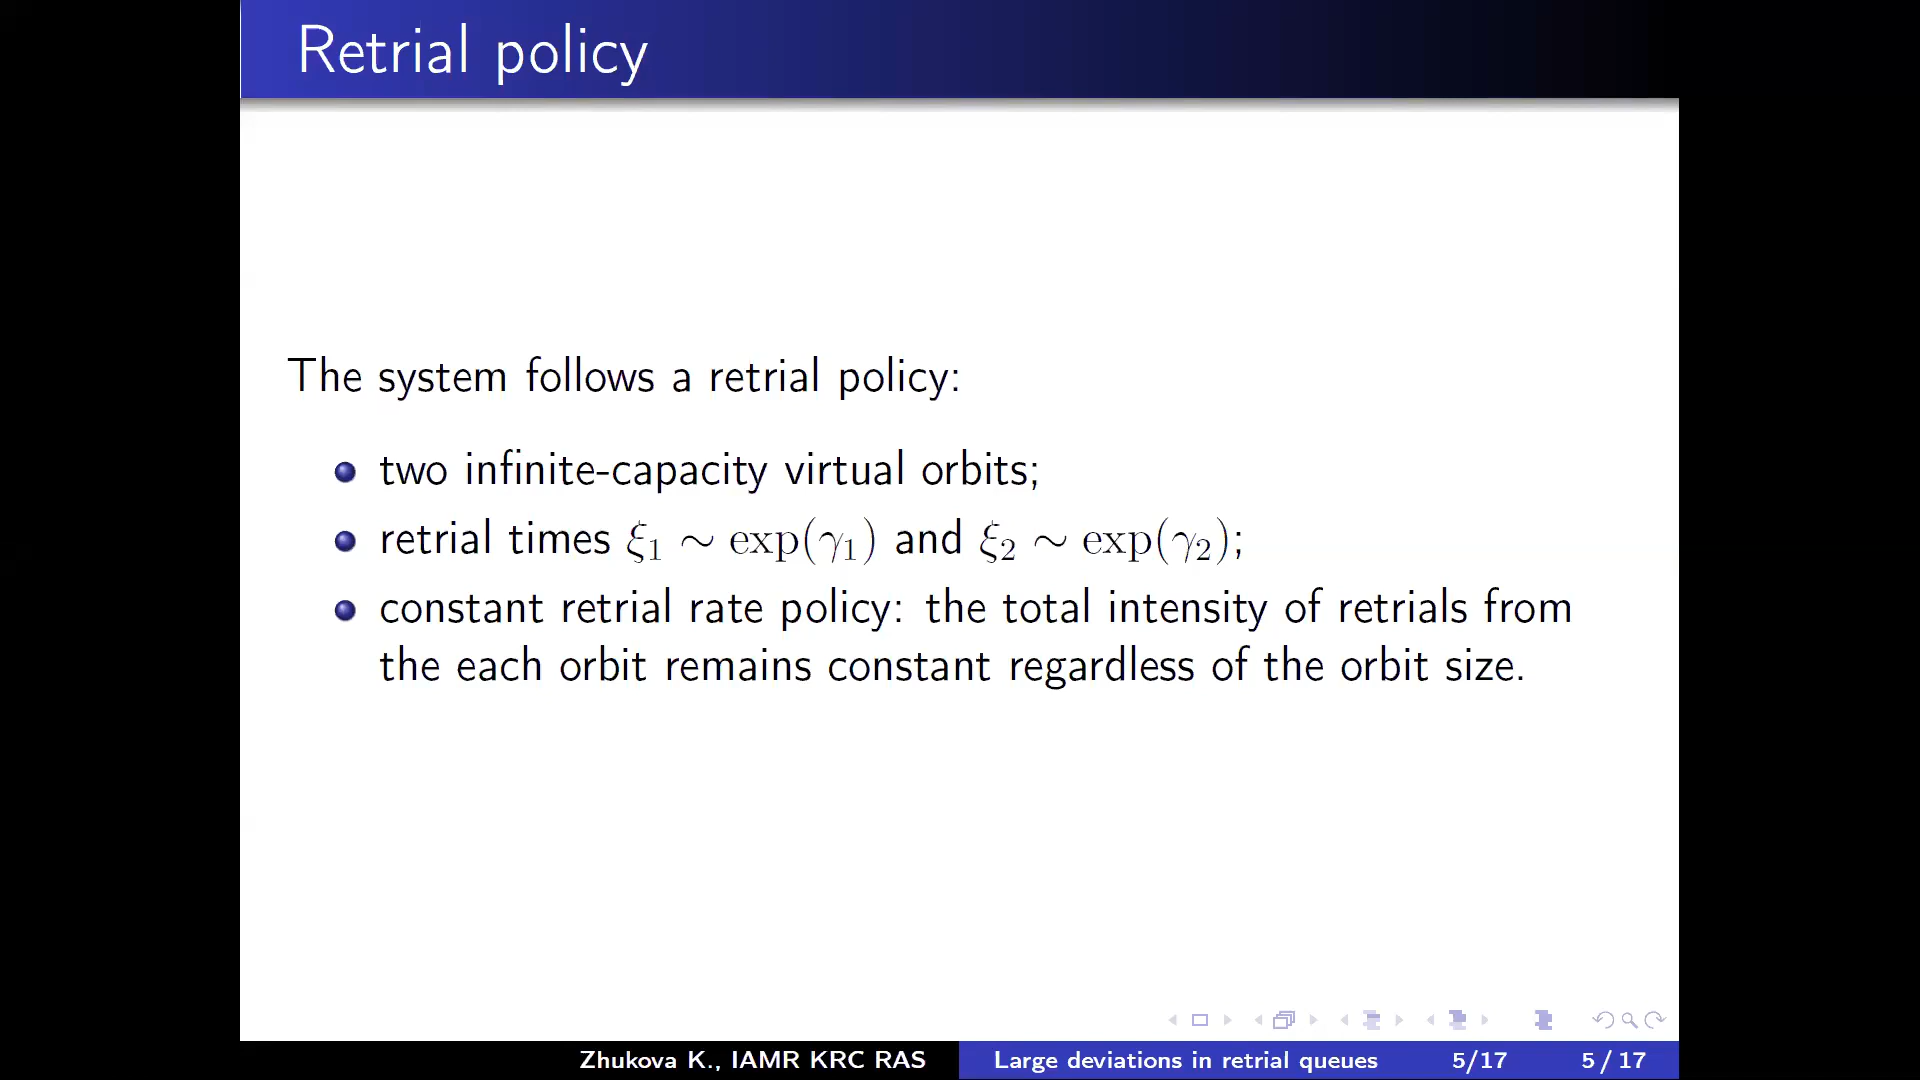 Retrial policy
The system follows a retrial policy:
two infinite-capacity virtual orbits;
retrial times ξ₁ ∼ exp(γ₁) and ξ₂ ∼ exp(γ₂);
constant retrial rate policy: the total intensity of retrials from
the each orbit remains constant regardless of the orbit size.
Zhukova K., IAMR KRC RAS Large deviations in retrial queues 5/17 5 / 17